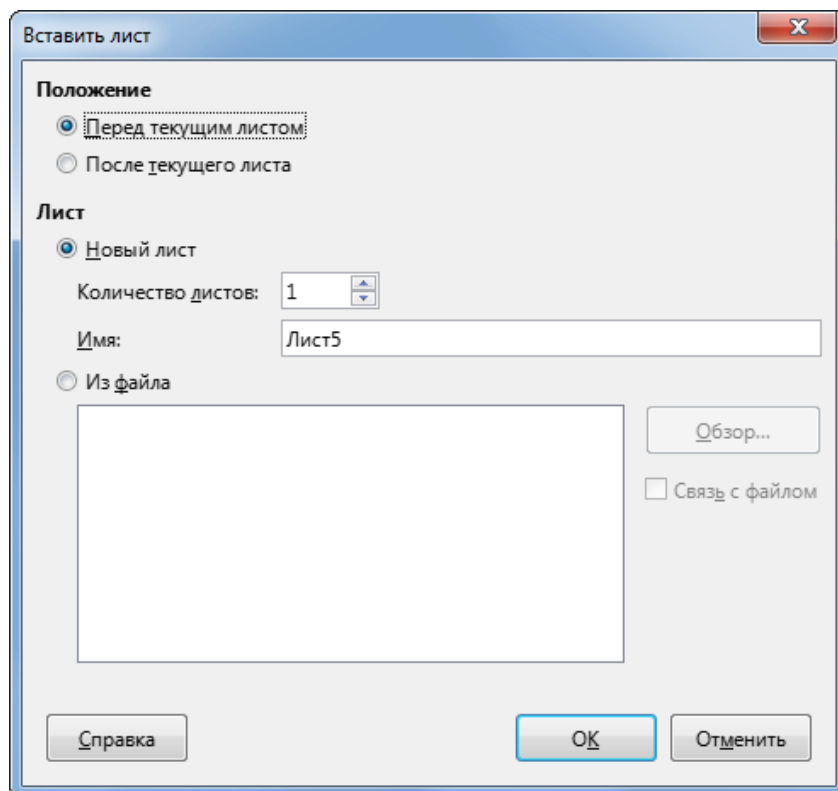 Вставить лист
Положение
Перед текущим листом
После текущего листа
Лист
Новый лист
Количество листов: 1
Имя: Лист5
Из файла
Обзор...
Связь с файлом
Справка OK Отменить